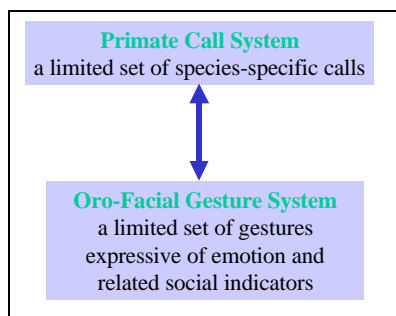 Primate Call System
a limited set of species-specific calls
Oro-Facial Gesture System
a limited set of gestures
expressive of emotion and
related social indicators